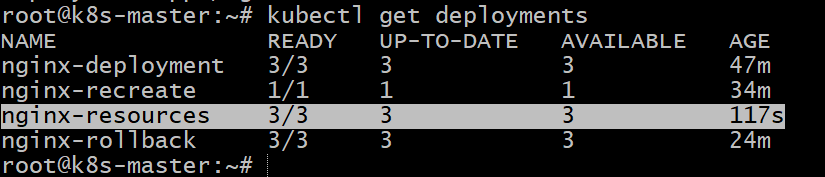 root@k8s-master:~# kubectl get deployments
NAME READY UP-TO-DATE AVAILABLE AGE
nginx-deployment 3/3 3 3 47m
nginx-recreate 1/1 1 1 34m
nginx-resources 3/3 3 3 117s
nginx-rollback 3/3 3 3 24m
root@k8s-master:~#